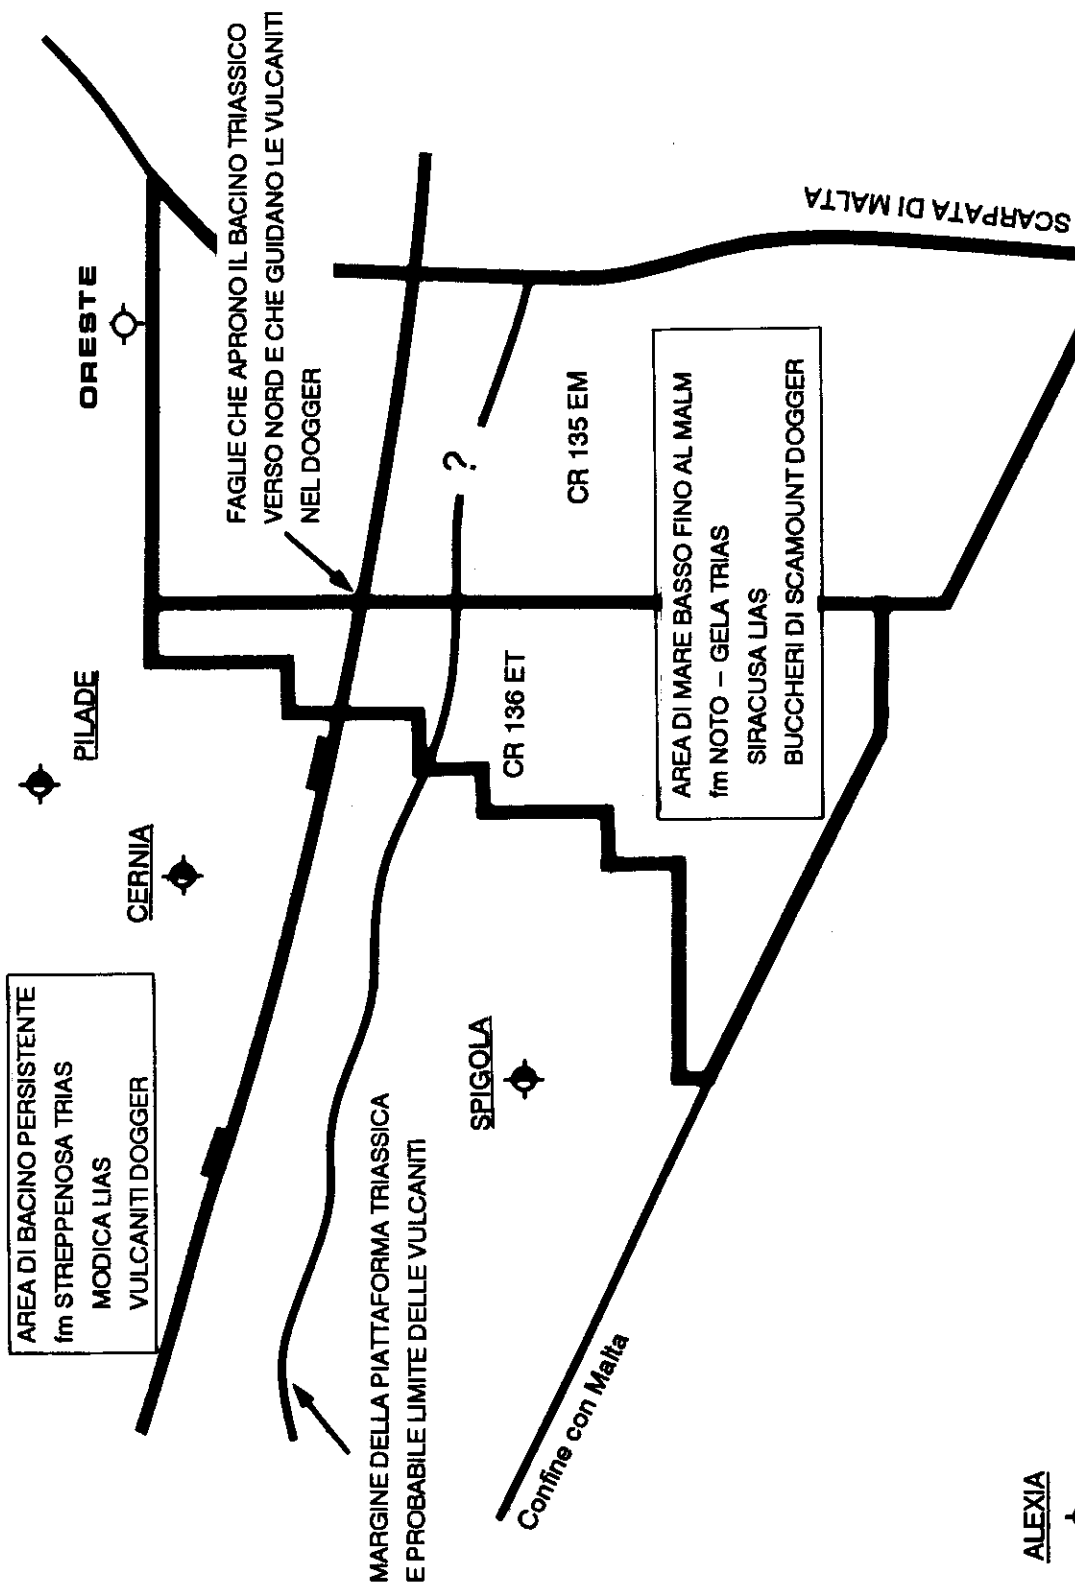 AREA DI BACINO PERSISTENTE
fm STREPPENOSA TRIAS
MODICA LIAS
VULCANITI DOGGER
CERNIA
PILADE
ORESTE
FAGLIE CHE APRONO IL BACINO TRIASSICO
VERSO NORD E CHE GUIDANO LE VULCANITI
NEL DOGGER
MARGINE DELLA PIATTAFORMA TRIASSICA
E PROBABILE LIMITE DELLE VULCANITI
SPIGOLA
CR 136 ET
?
CR 135 EM
Confine con Malta
AREA DI MARE BASSO FINO AL MALM
fm NOTO – GELA TRIAS
SIRACUSA LIAS
BUCCHERI DI SCAMOUNT DOGGER
SCARPATA DI MALTA
ALEXIA